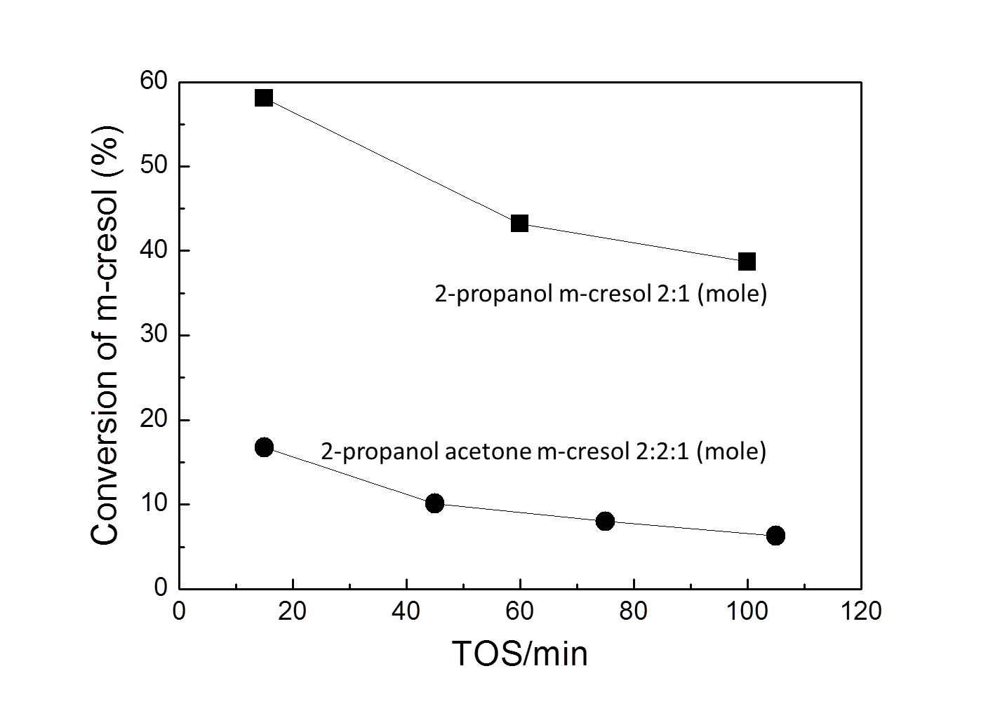 60
50
40
30
20
10
0
Conversion of m-cresol (%)
2-propanol m-cresol 2:1 (mole)
2-propanol acetone m-cresol 2:2:1 (mole)
0 20 40 60 80 100 120
TOS/min